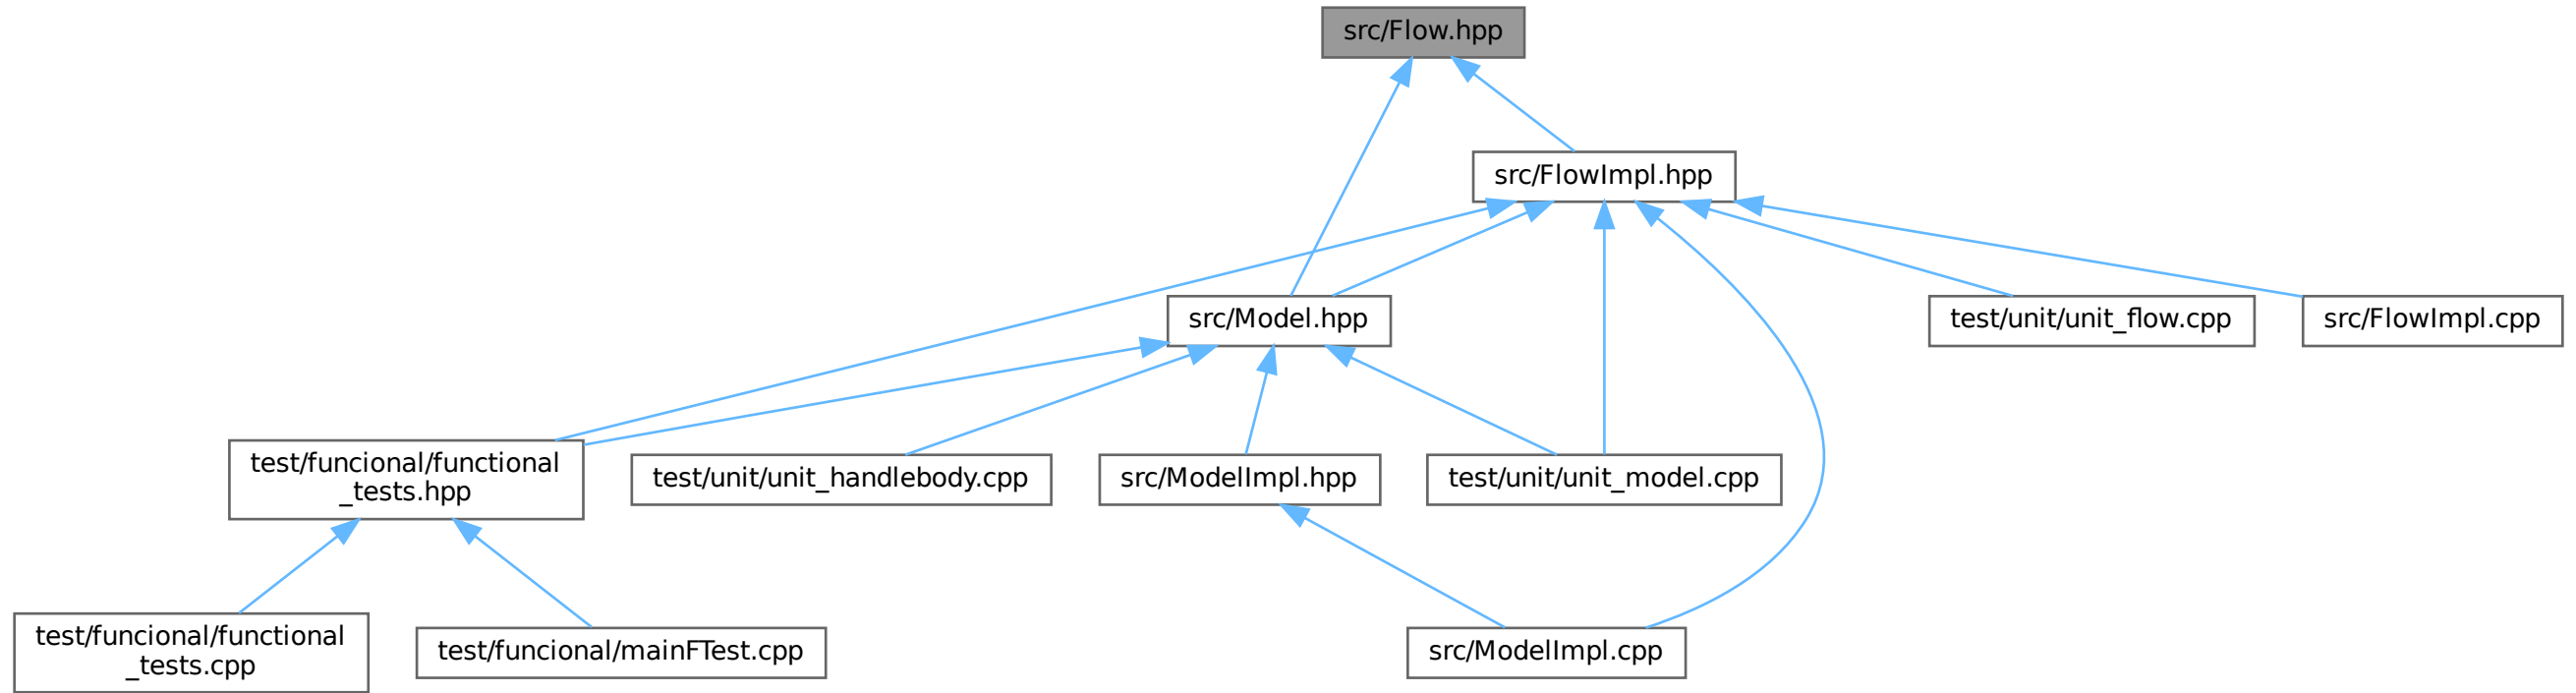 src/Flow.hpp
src/FlowImpl.hpp
src/Model.hpp
test/unit/unit_flow.cpp
src/FlowImpl.cpp
test/funcional/functional
_tests.hpp
test/unit/unit_handlebody.cpp
src/ModelImpl.hpp
test/unit/unit_model.cpp
test/funcional/functional
_tests.cpp
test/funcional/mainFTest.cpp
src/ModelImpl.cpp